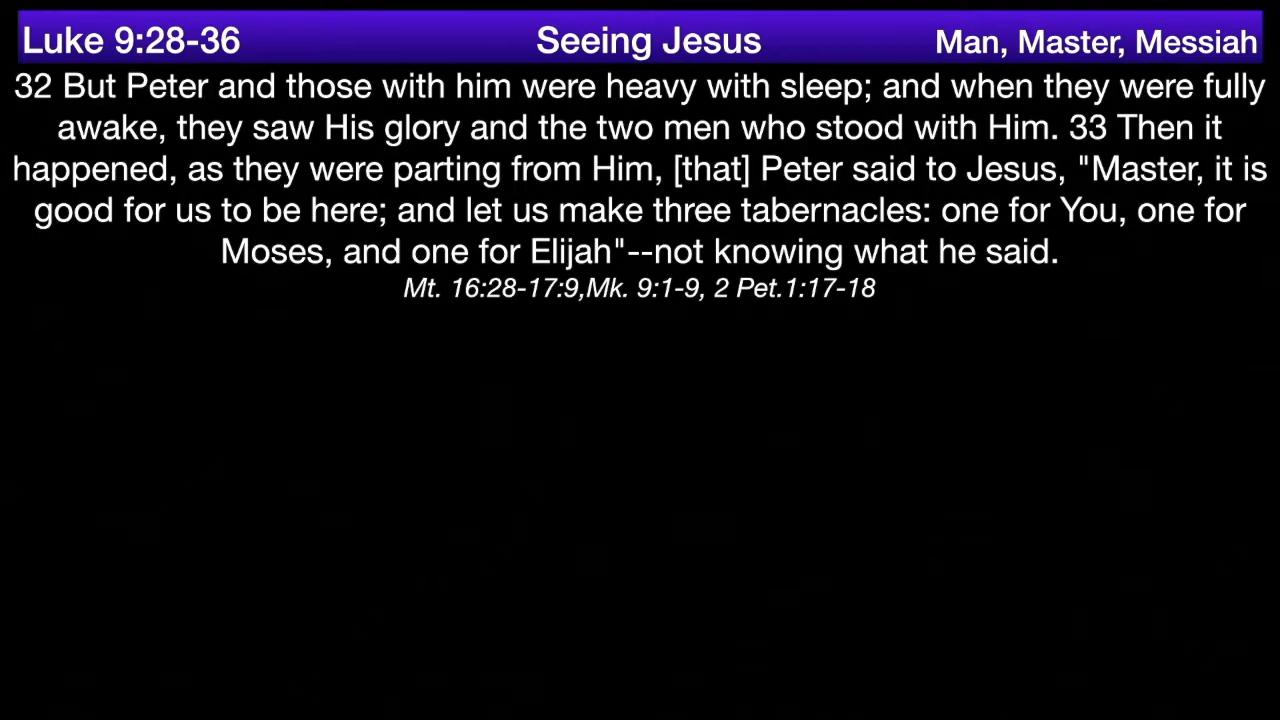 Luke 9:28-36 Seeing Jesus Man, Master, Messiah
32 But Peter and those with him were heavy with sleep; and when they were fully
awake, they saw His glory and the two men who stood with Him. 33 Then it
happened, as they were parting from Him, [that] Peter said to Jesus, "Master, it is
good for us to be here; and let us make three tabernacles: one for You, one for
Moses, and one for Elijah"--not knowing what he said.
Mt. 16:28-17:9,Mk. 9:1-9, 2 Pet.1:17-18